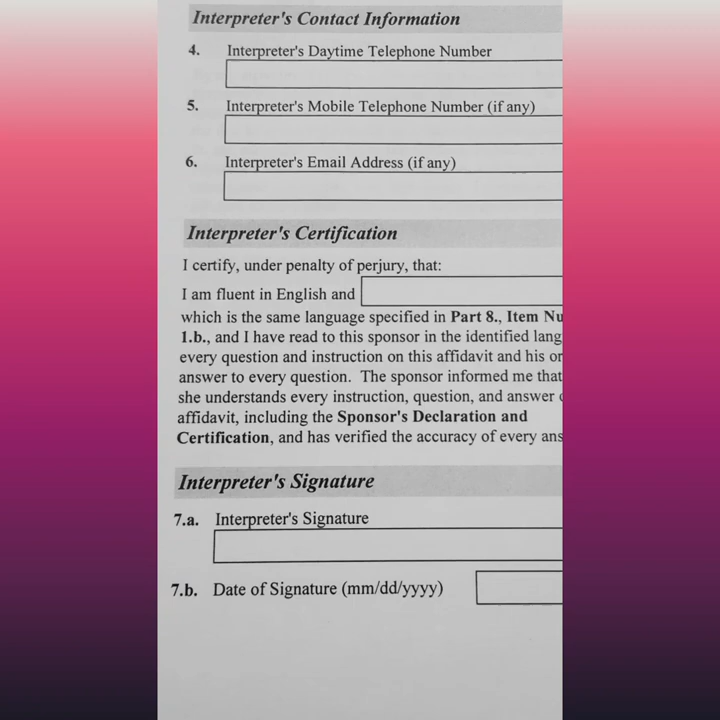 Interpreter's Contact Information
4. Interpreter's Daytime Telephone Number
5. Interpreter's Mobile Telephone Number (if any)
6. Interpreter's Email Address (if any)
Interpreter's Certification
I certify, under penalty of perjury, that:
I am fluent in English and
which is the same language specified in Part 8., Item
1.b., and I have read to this sponsor in the identified
every question and instruction on this affidavit and his or
answer to every question. The sponsor informed me that
she understands every instruction, question, and answer
affidavit, including the Sponsor's Declaration and
Certification, and has verified the accuracy of every
Interpreter's Signature
7.a. Interpreter's Signature
7.b. Date of Signature (mm/dd/yyyy)